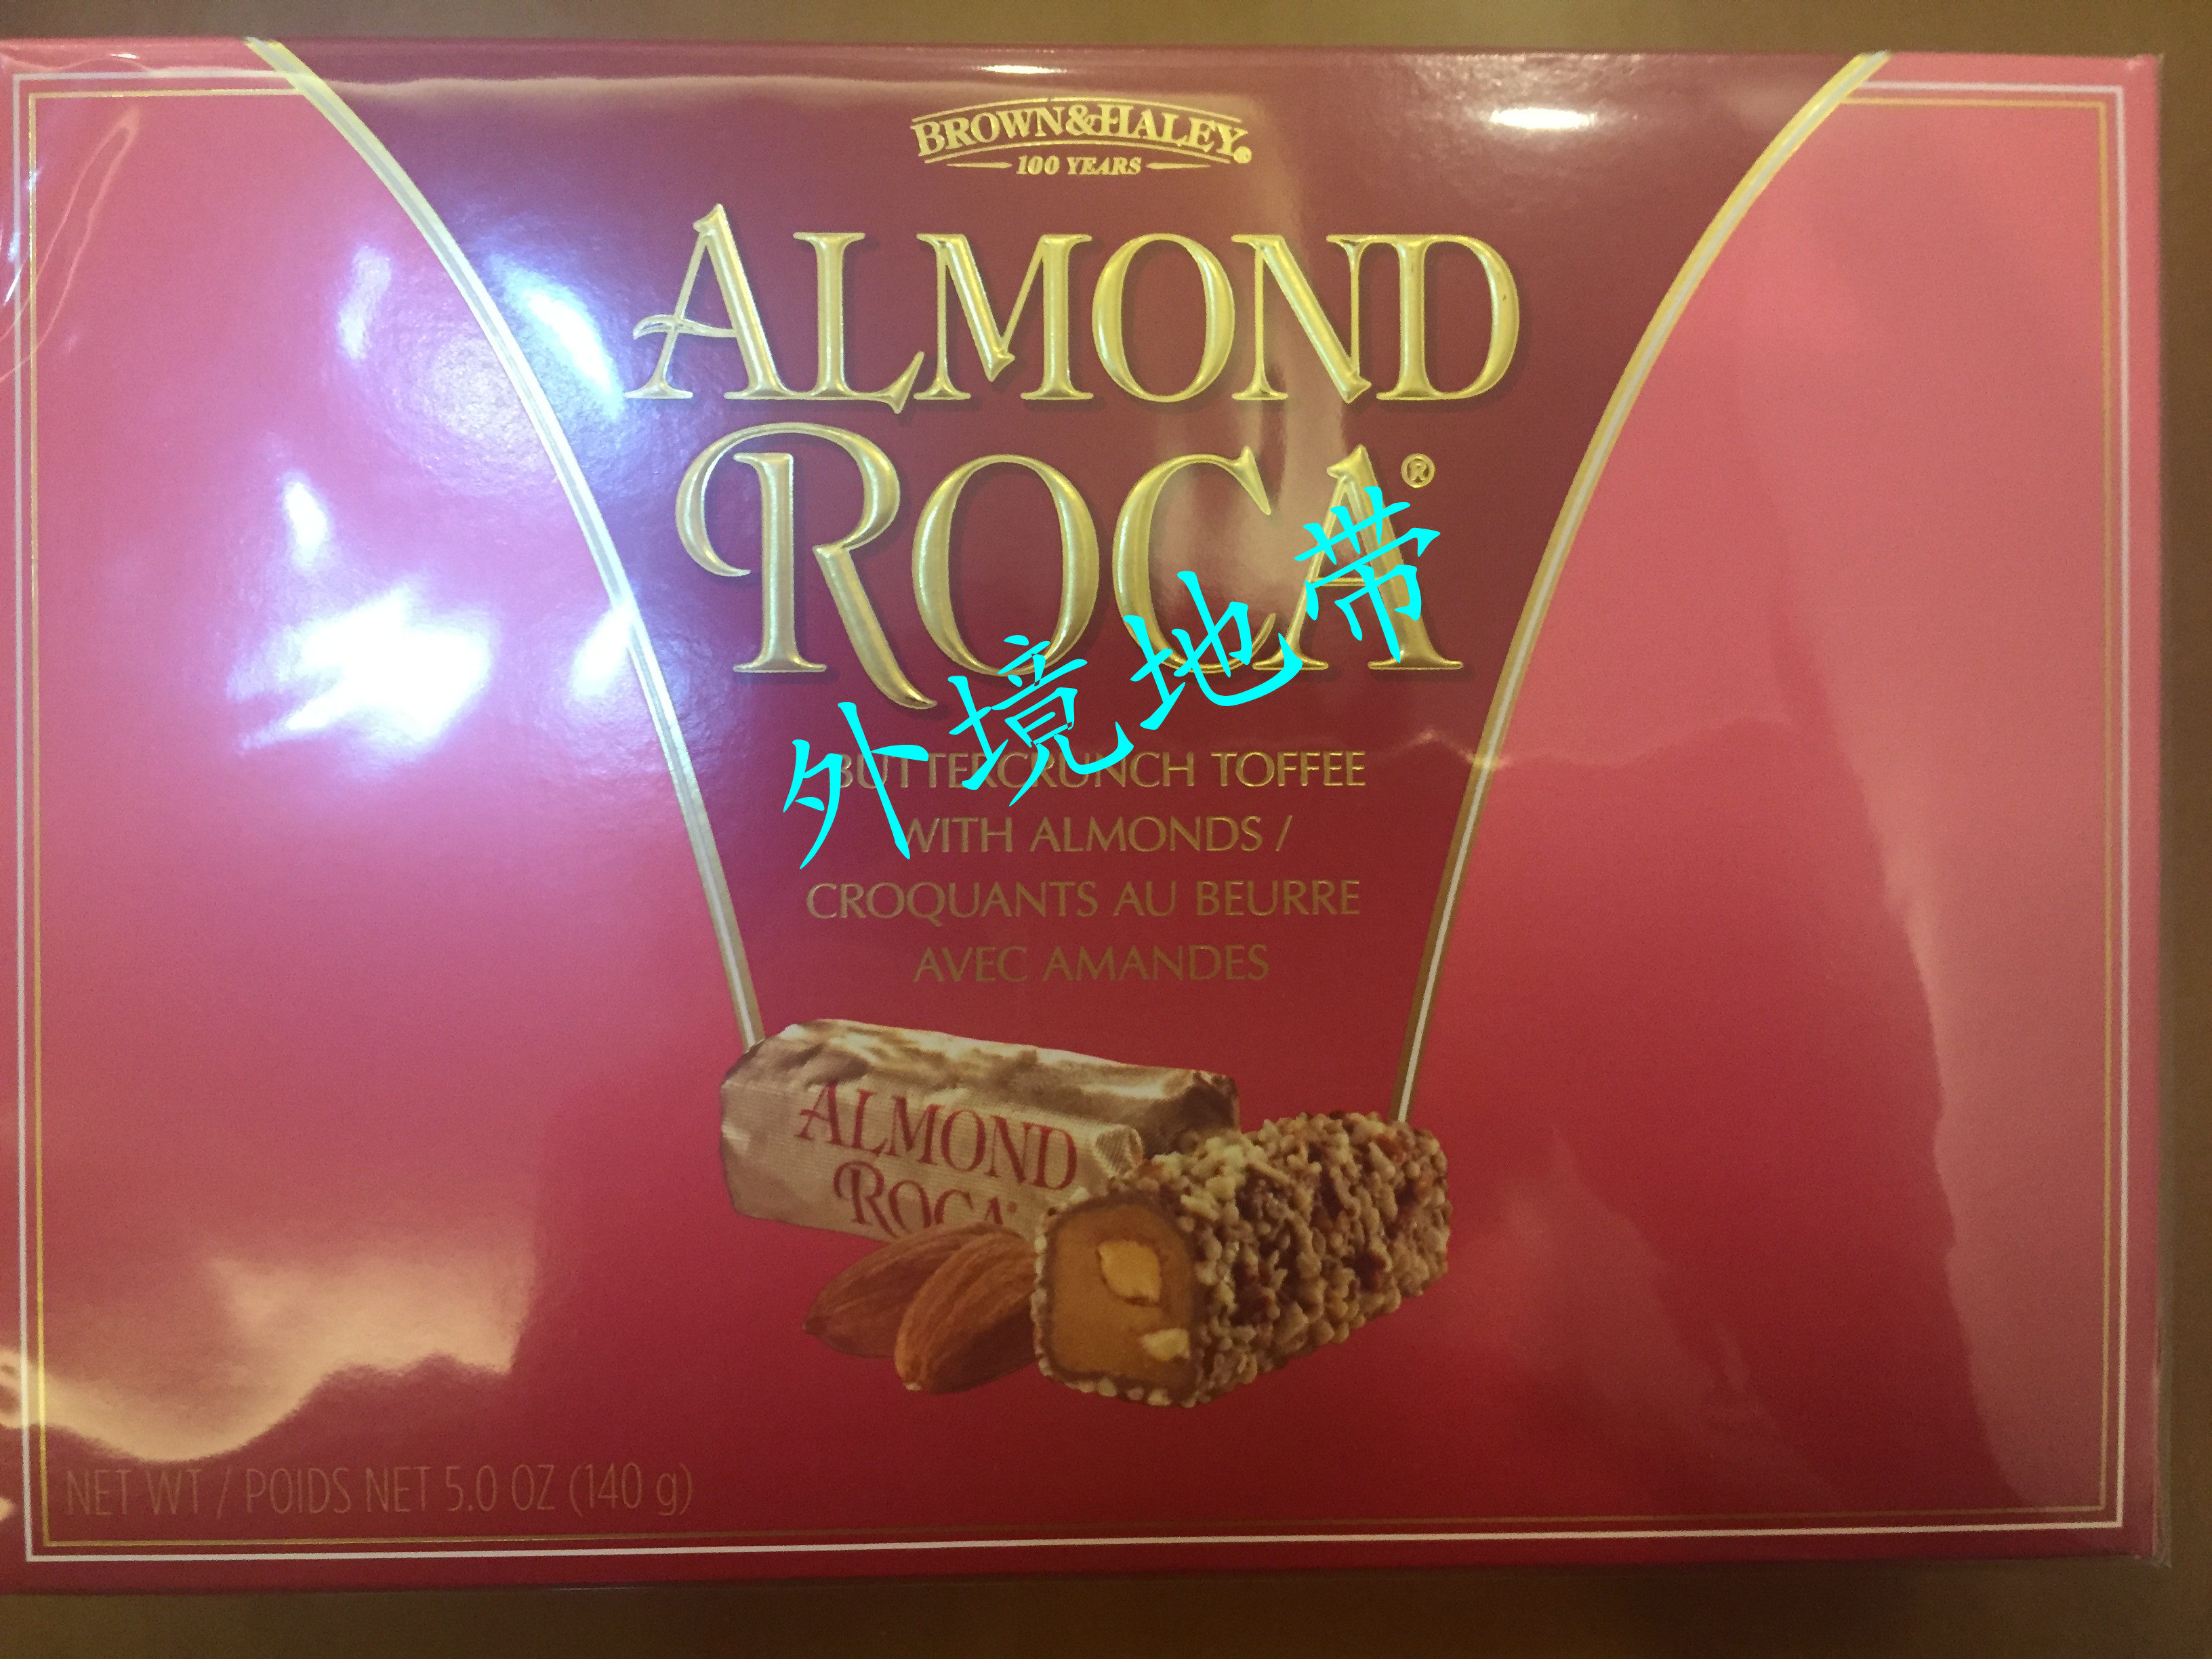 BROWN & HALEY®
100 YEARS
ALMOND
ROCA®
外境地带
BUTTERCRUNCH TOFFEE
WITH ALMONDS /
CROQUANTS AU BEURRE
AVEC AMANDES
ALMOND
ROCA®
NET WT / POIDS NET 5.0 OZ (140 g)